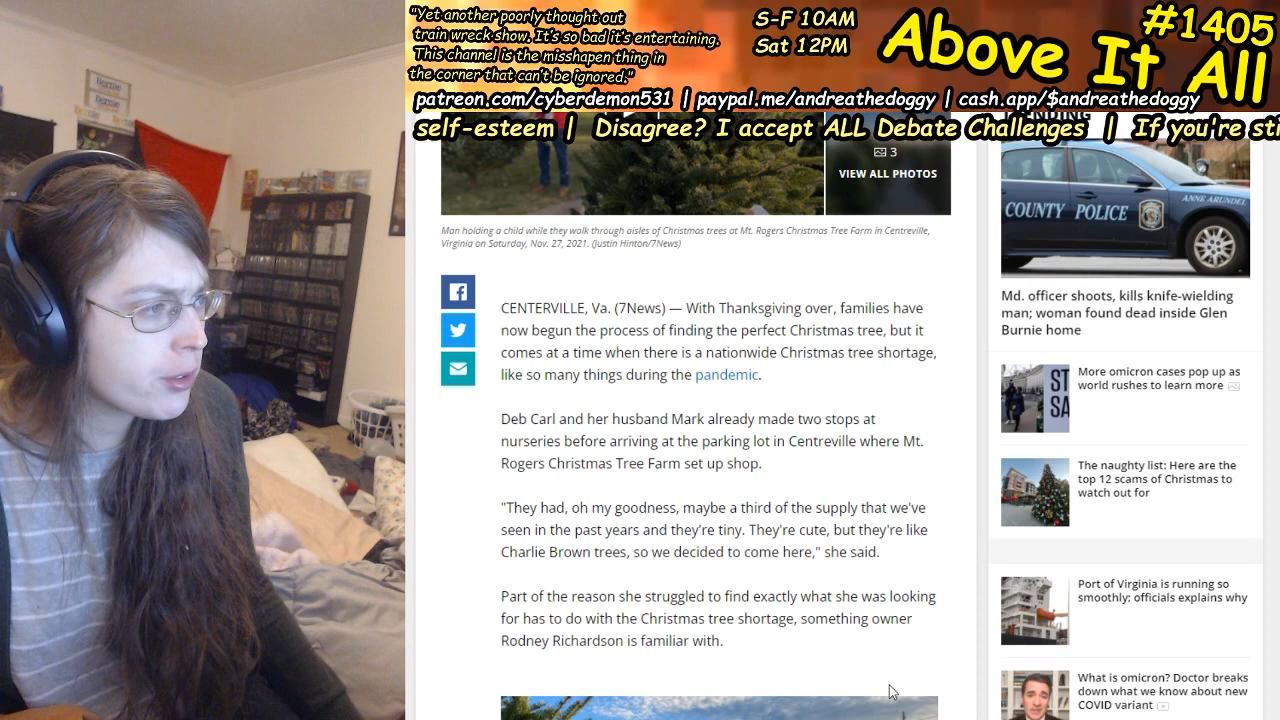 "Yet another poorly thought out
train wreck show. It's so bad it's entertaining.
This channel is the misshapen thing in
the corner that can't be ignored."
S-F 10AM
Sat 12PM
Above It All
#1405
patreon.com/cyberdemon531 | paypal.me/andreathedoggy | cash.app/$andreathedoggy
self-esteem | Disagree? I accept ALL Debate Challenges | If you're sti
Bernie
Bernie
3
VIEW ALL PHOTOS
Man holding a child while they walk through aisles of Christmas trees at Mt. Rogers Christmas Tree Farm in Centreville,
Virginia on Saturday, Nov. 27, 2021. (Justin Hinton/7News)
CENTERVILLE, Va. (7News) — With Thanksgiving over, families have
now begun the process of finding the perfect Christmas tree, but it
comes at a time when there is a nationwide Christmas tree shortage,
like so many things during the pandemic.
Deb Carl and her husband Mark already made two stops at
nurseries before arriving at the parking lot in Centreville where Mt.
Rogers Christmas Tree Farm set up shop.
"They had, oh my goodness, maybe a third of the supply that we've
seen in the past years and they're tiny. They're cute, but they're like
Charlie Brown trees, so we decided to come here," she said.
Part of the reason she struggled to find exactly what she was looking
for has to do with the Christmas tree shortage, something owner
Rodney Richardson is familiar with.
TRENDING
COUNTY POLICE
ANNE ARUNDEL
Md. officer shoots, kills knife-wielding
man; woman found dead inside Glen
Burnie home
ST
SA
More omicron cases pop up as
world rushes to learn more
The naughty list: Here are the
top 12 scams of Christmas to
watch out for
Port of Virginia is running so
smoothly; officials explains why
What is omicron? Doctor breaks
down what we know about new
COVID variant